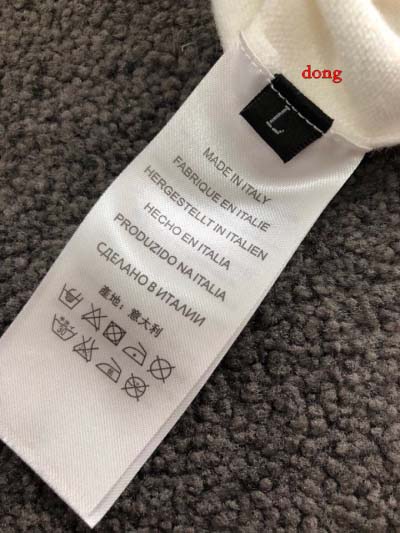 dong
L
MADE IN ITALY
FABRIQUE EN ITALIE
HERGESTELLT IN ITALIEN
HECHO EN ITALIA
PRODUZIDO NA ITALIA
СДЕЛАНО В ИТАЛИИ
產地：意大利